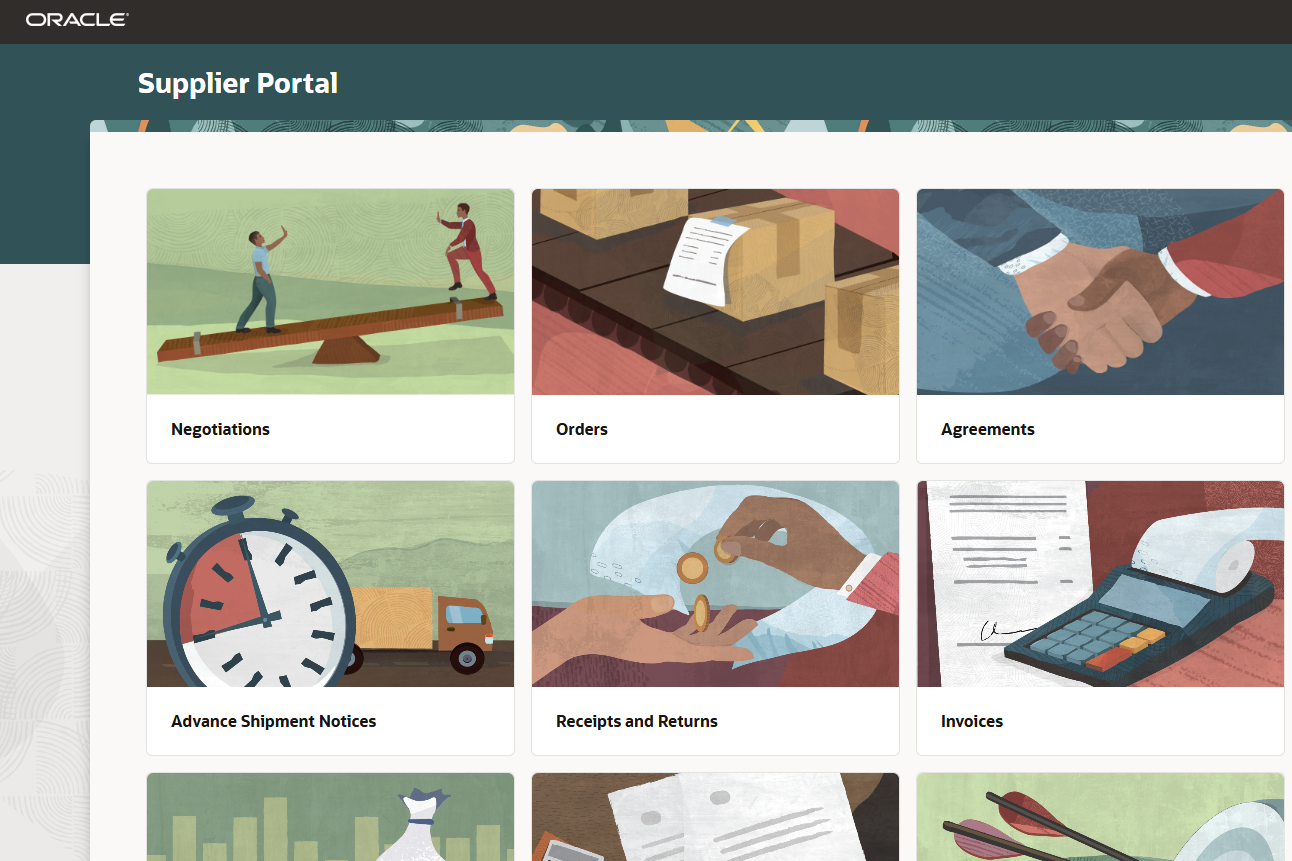 ORACLE
Supplier Portal
Negotiations
Orders
Agreements
Advance Shipment Notices
Receipts and Returns
Invoices